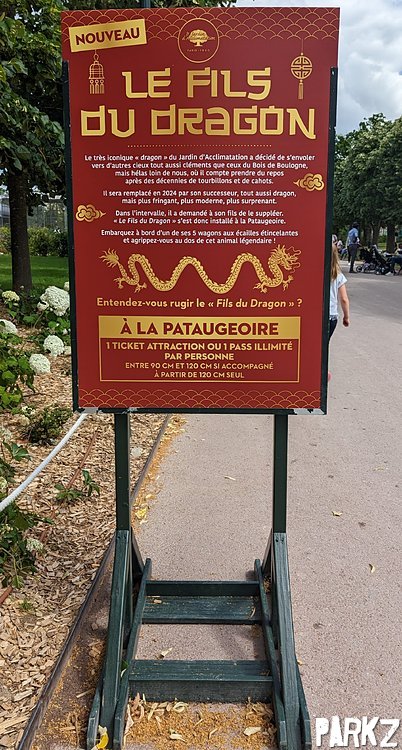 NOUVEAU
Jardin
d'Acclimatation
PARIS · 1860
LE FILS
DU DRAGON
Le très iconique « dragon » du Jardin d'Acclimatation a décidé de s'envoler
vers d'autres cieux tout aussi cléments que ceux du Bois de Boulogne,
mais hélas loin de nous, où il compte prendre du repos
après des décennies de tourbillons et de cahots.
Il sera remplacé en 2024 par son successeur, tout aussi dragon,
mais plus fringant, plus moderne, plus surprenant.
Dans l'intervalle, il a demandé à son fils de le suppléer.
« Le Fils du Dragon » s'est donc installé à la Pataugeoire.
Embarquez à bord d'un de ses 5 wagons aux écailles étincelantes
et agrippez-vous au dos de cet animal légendaire !
Entendez-vous rugir le « Fils du Dragon » ?
À LA PATAUGEOIRE
1 TICKET ATTRACTION OU 1 PASS ILLIMITÉ
PAR PERSONNE
ENTRE 90 CM ET 120 CM SI ACCOMPAGNÉ
À PARTIR DE 120 CM SEUL
PARKZ